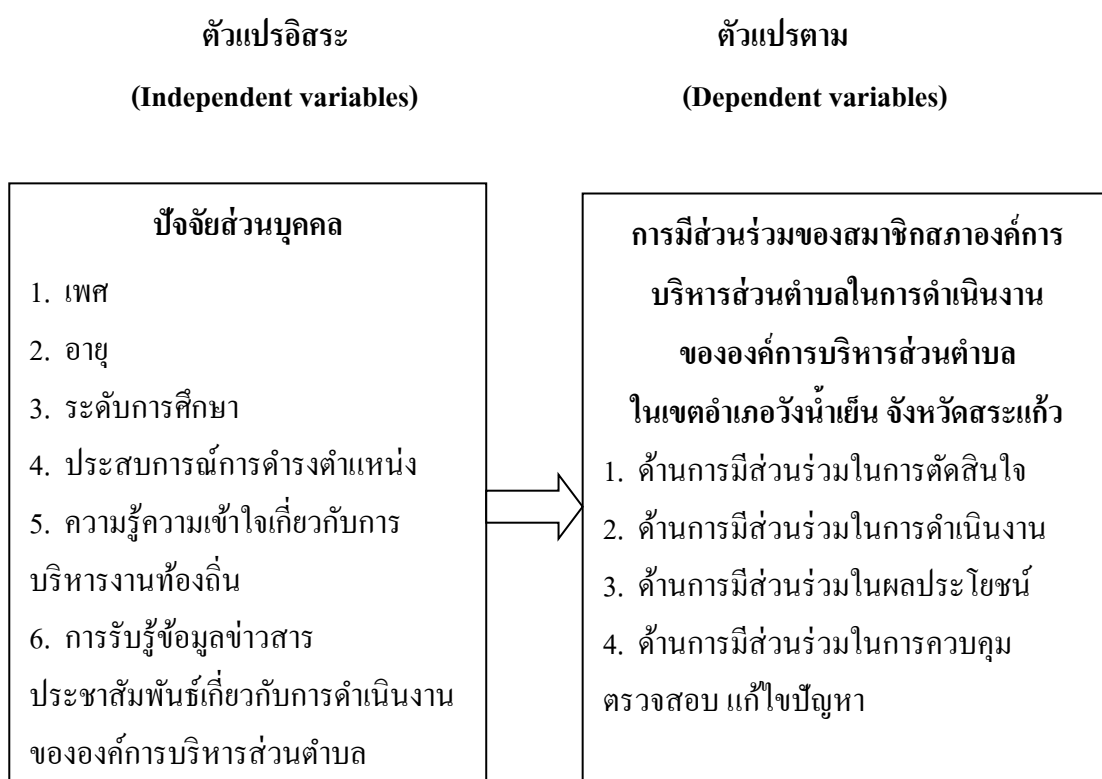 ตัวแปรอิสระ
(Independent variables)
ตัวแปรตาม
(Dependent variables)
ปัจจัยส่วนบุคคล
1. เพศ
2. อายุ
3. ระดับการศึกษา
4. ประสบการณ์การดำรงตำแหน่ง
5. ความรู้ความเข้าใจเกี่ยวกับการ
บริหารงานท้องถิ่น
6. การรับรู้ข้อมูลข่าวสาร
ประชาสัมพันธ์เกี่ยวกับการดำเนินงาน
ขององค์การบริหารส่วนตำบล
การมีส่วนร่วมของสมาชิกสภาองค์การ
บริหารส่วนตำบลในการดำเนินงาน
ขององค์การบริหารส่วนตำบล
ในเขตอำเภอวังน้ำเย็น จังหวัดสระแก้ว
1. ด้านการมีส่วนร่วมในการตัดสินใจ
2. ด้านการมีส่วนร่วมในการดำเนินงาน
3. ด้านการมีส่วนร่วมในผลประโยชน์
4. ด้านการมีส่วนร่วมในการควบคุม
ตรวจสอบ แก้ไขปัญหา